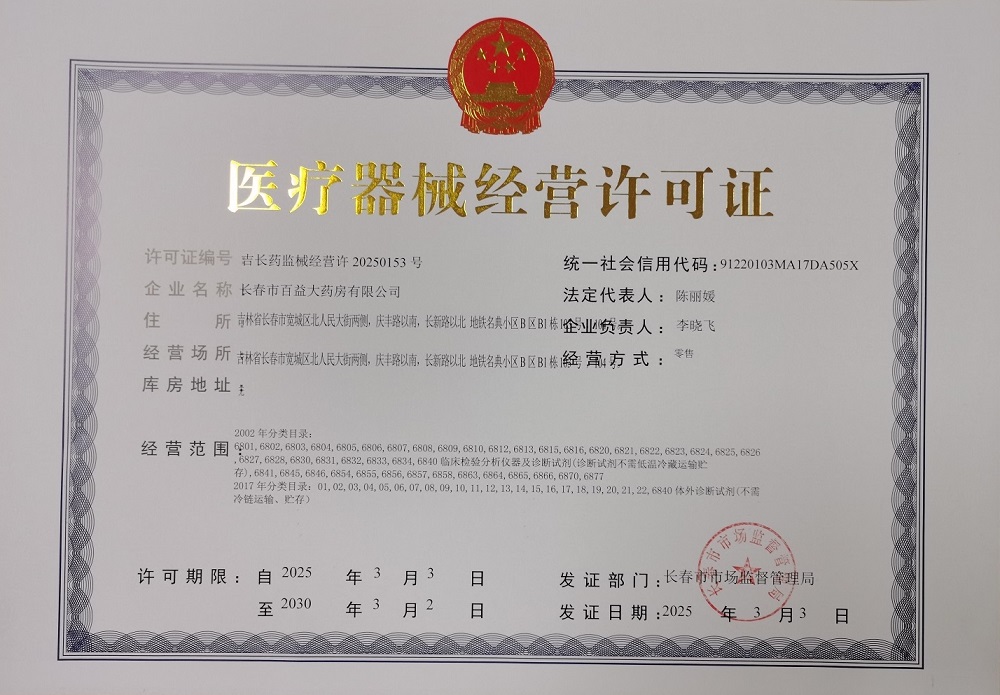 医疗器械经营许可证
许可证编号 吉长药监械经营许 20250153 号
统一社会信用代码：91220103MA17DA505X
企业名称 长春市百益大药房有限公司
法定代表人：陈丽媛
住所 吉林省长春市宽城区北人民大街两侧，庆丰路以南，长新路以北 地铁名典小区B区B1栋
企业负责人：李晓飞
经营场所 吉林省长春市宽城区北人民大街两侧，庆丰路以南，长新路以北 地铁名典小区B区B1栋
经营方式：零售
库房地址：无
经营范围：
2002 年分类目录：
6801,6802,6803,6804,6805,6806,6807,6808,6809,6810,6812,6813,6815,6816,6820,6821,6822,6823,6824,6825,6826
,6827,6828,6830,6831,6832,6833,6834,6840 临床检验分析仪器及诊断试剂(诊断试剂不需低温冷藏运输贮
存),6841,6845,6846,6854,6855,6856,6857,6858,6863,6864,6865,6866,6870,6877
2017 年分类目录：01,02,03,04,05,06,07,08,09,10,11,12,13,14,15,16,17,18,19,20,21,22,6840 体外诊断试剂(不需
冷链运输、贮存)
许可期限：自 2025 年 3 月 3 日
至 2030 年 3 月 2 日
发证部门：长春市市场监督管理局
发证日期：2025 年 3 月 3 日
长春市市场监督管理局